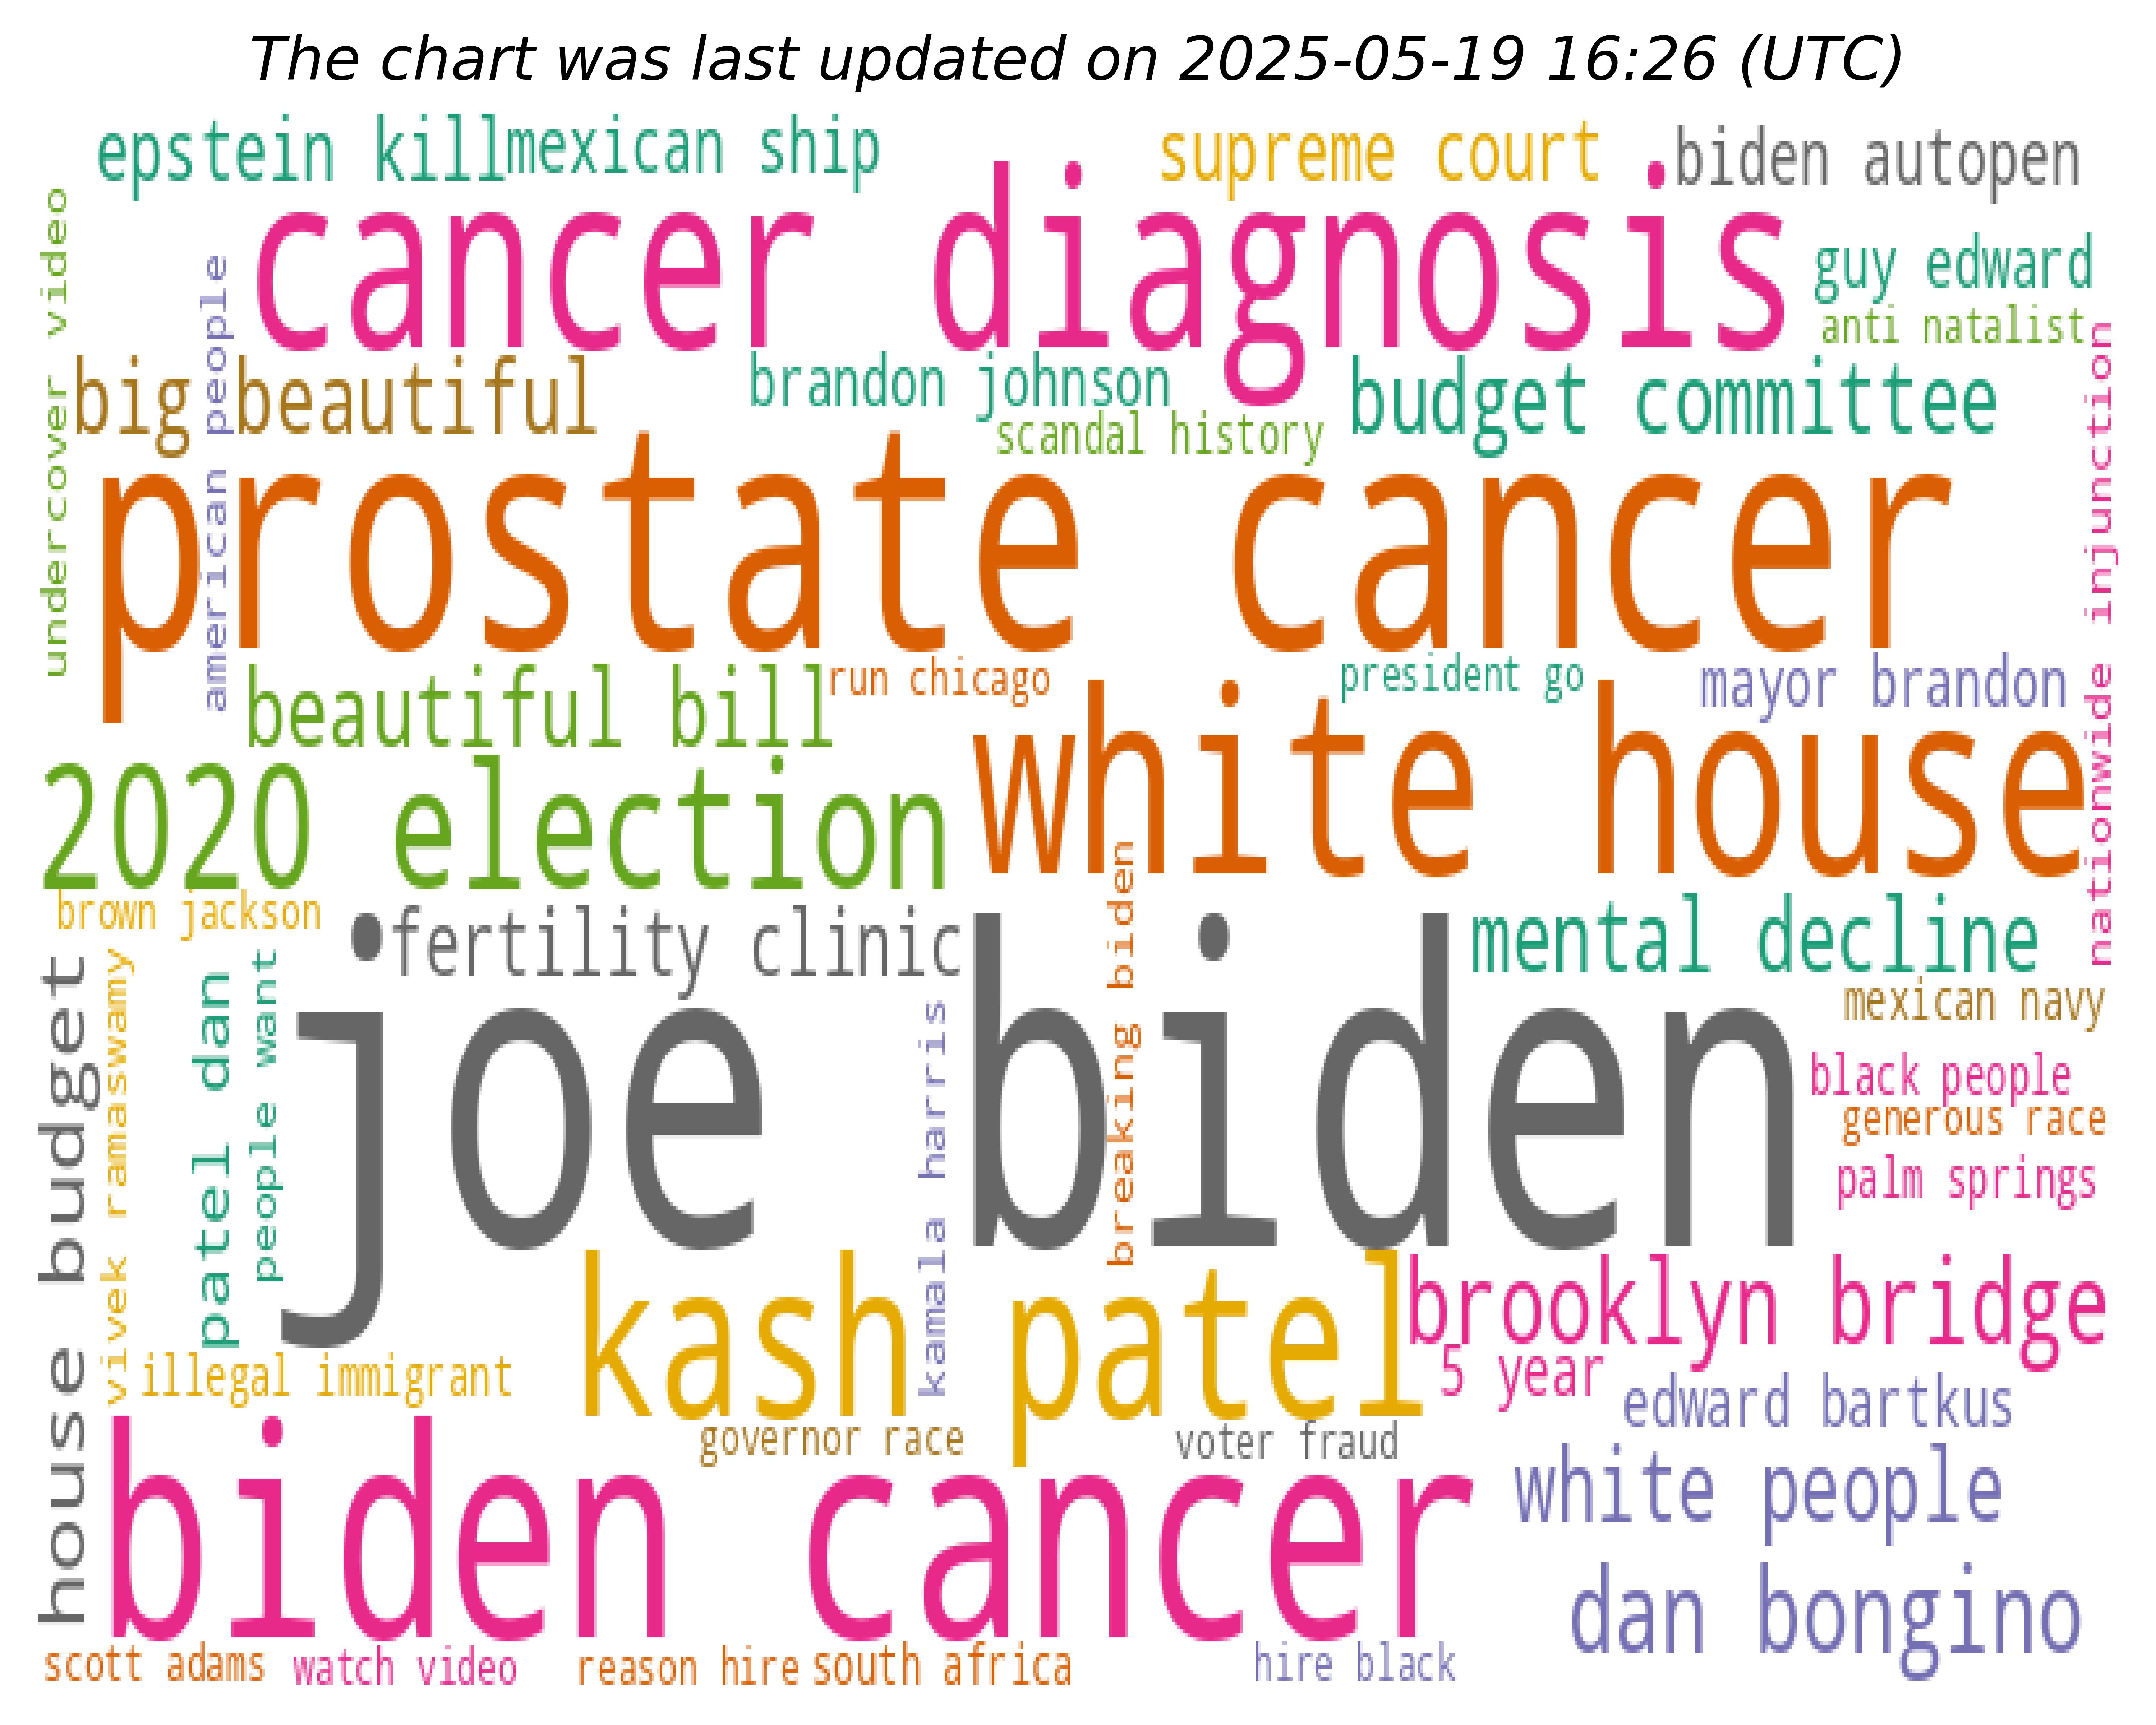 The chart was last updated on 2025-05-19 16:26 (UTC)
epstein kill
mexican ship
supreme court
biden autopen
cancer diagnosis
guy edward
anti natalist
undercover video
american people
big beautiful
brandon johnson
scandal history
budget committee
nationwide injunction
prostate cancer
beautiful bill
run chicago
president go
mayor brandon
2020 election
white house
brown jackson
fertility clinic
breaking biden
mental decline
mexican navy
house budget
vivek ramaswamy
patel dan
people want
joe biden
kamala harris
black people
generous race
palm springs
kash patel
brooklyn bridge
illegal immigrant
5 year
edward bartkus
governor race
voter fraud
biden cancer
white people
dan bongino
scott adams
watch video
reason hire
south africa
hire black